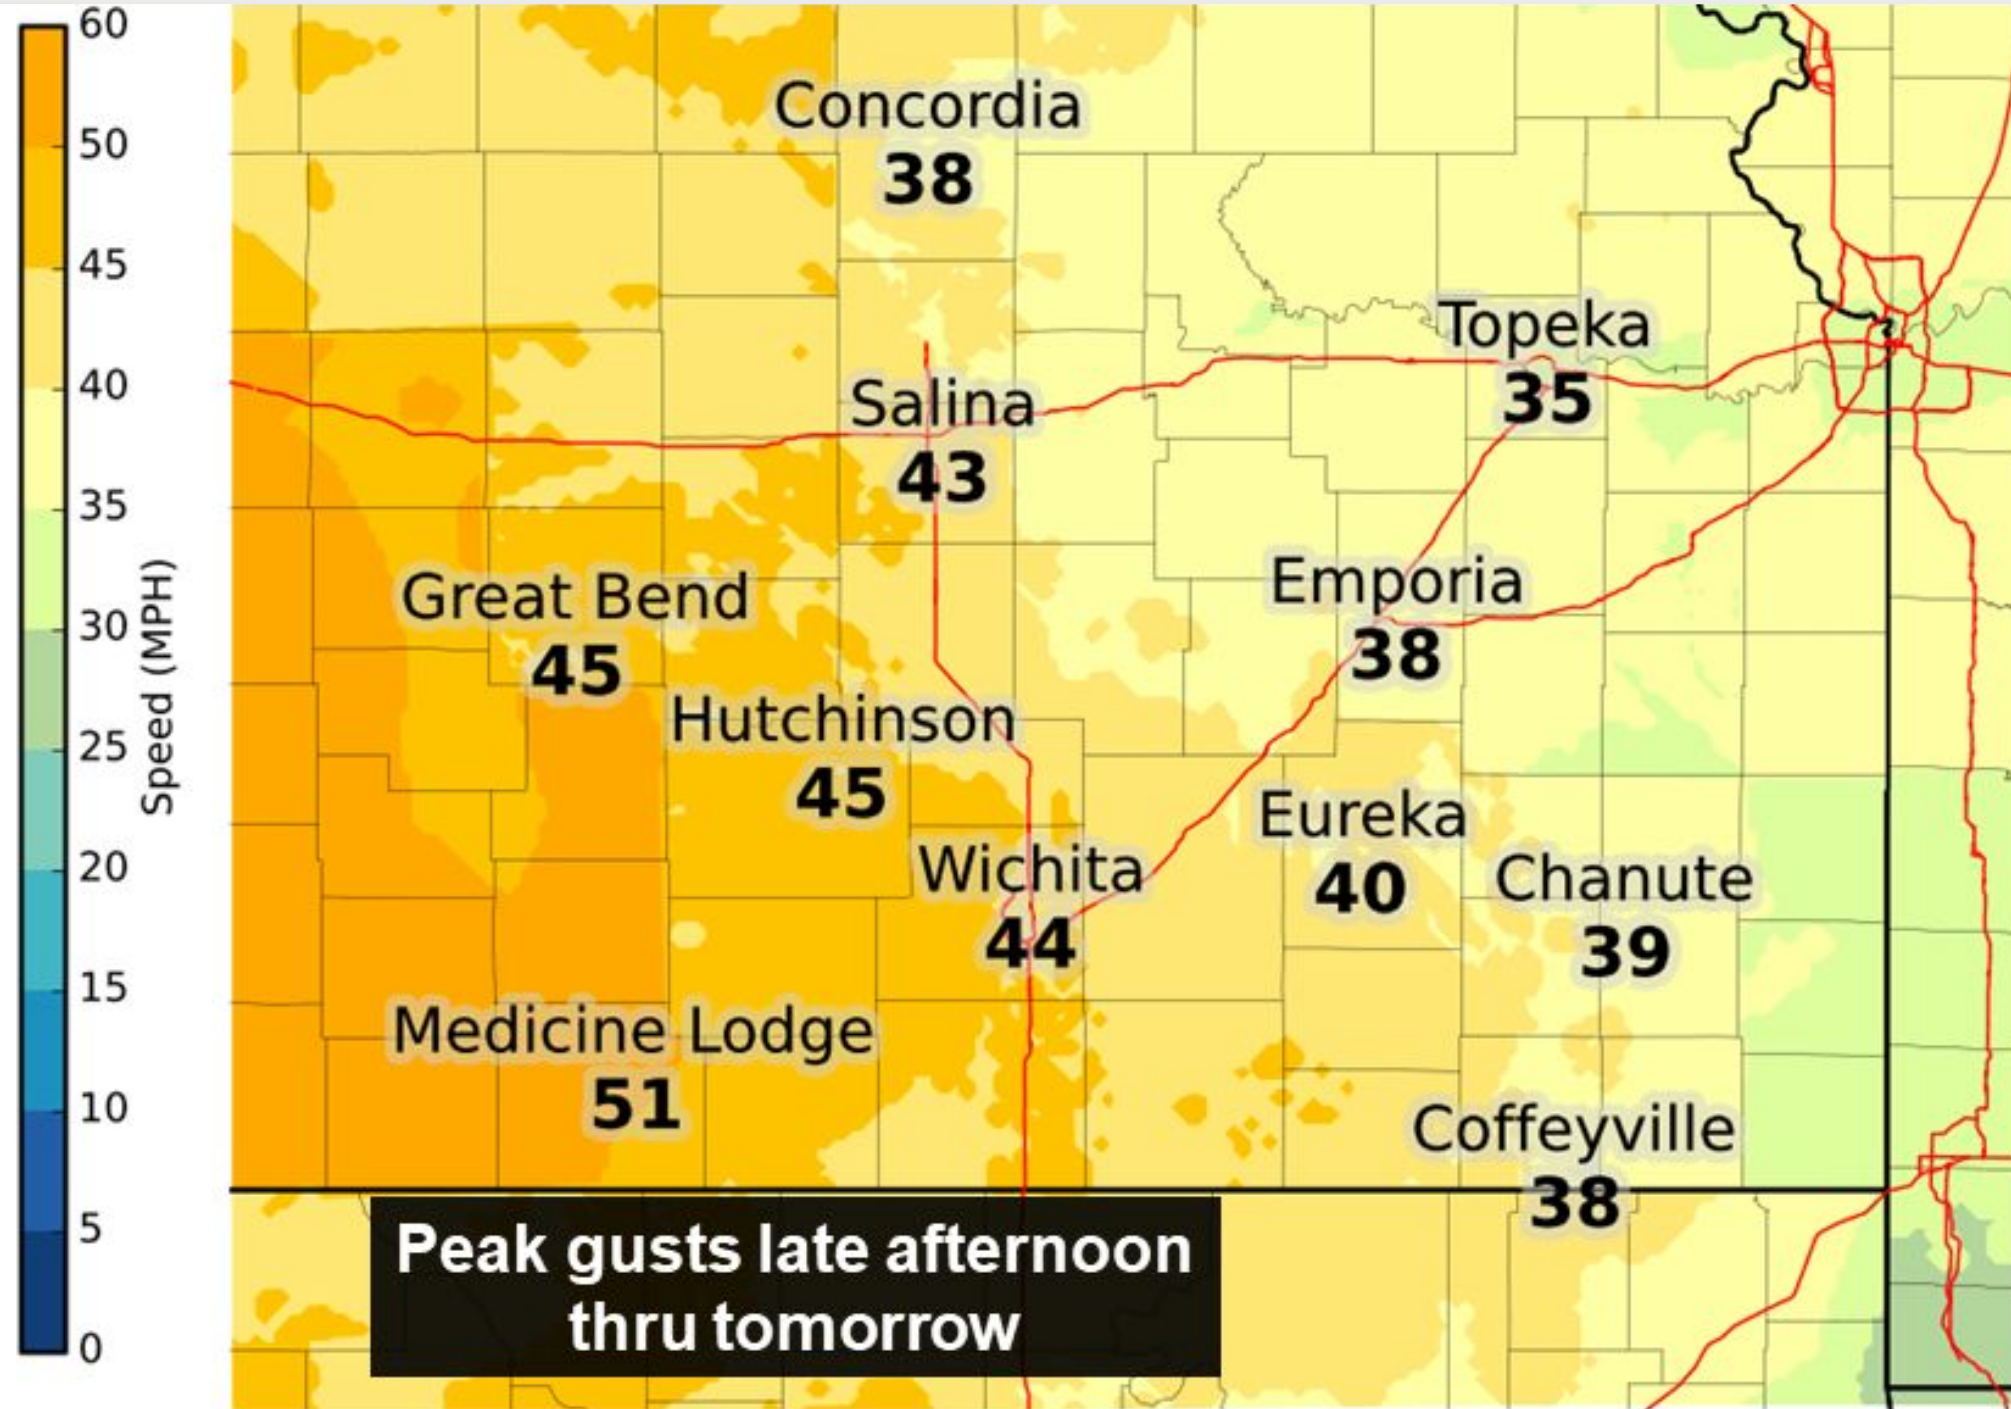 60
50
45
40
35
30
25
20
15
10
5
0
Speed (MPH)
Concordia
38
Topeka
35
Salina
43
Emporia
38
Great Bend
45
Hutchinson
45
Eureka
40
Wichita
44
Chanute
39
Medicine Lodge
51
Coffeyville
38
Peak gusts late afternoon
thru tomorrow